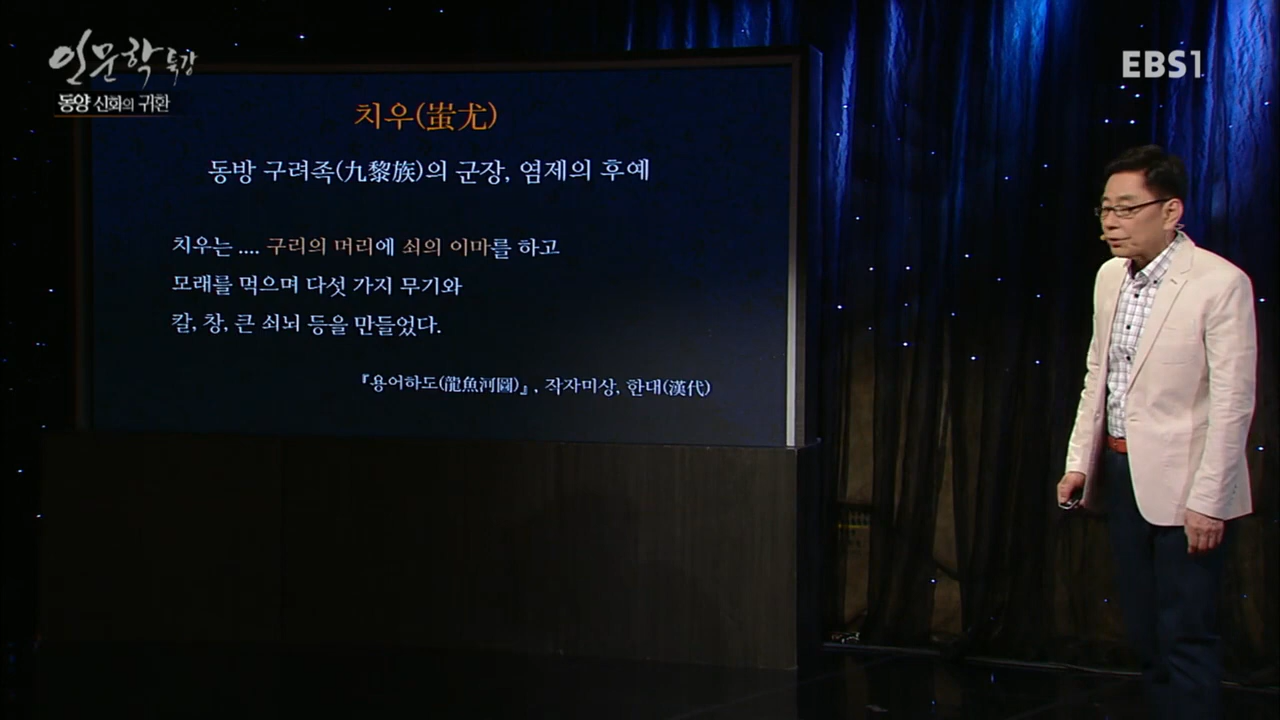 인문학 특강
동양 신화의 귀환
EBS1
치우(蚩尤)
동방 구려족(九黎族)의 군장, 염제의 후예
치우는 .... 구리의 머리에 쇠의 이마를 하고
모래를 먹으며 다섯 가지 무기와
칼, 창, 큰 쇠뇌 등을 만들었다.
『용어하도(龍魚河圖)』, 작자미상, 한대(漢代)